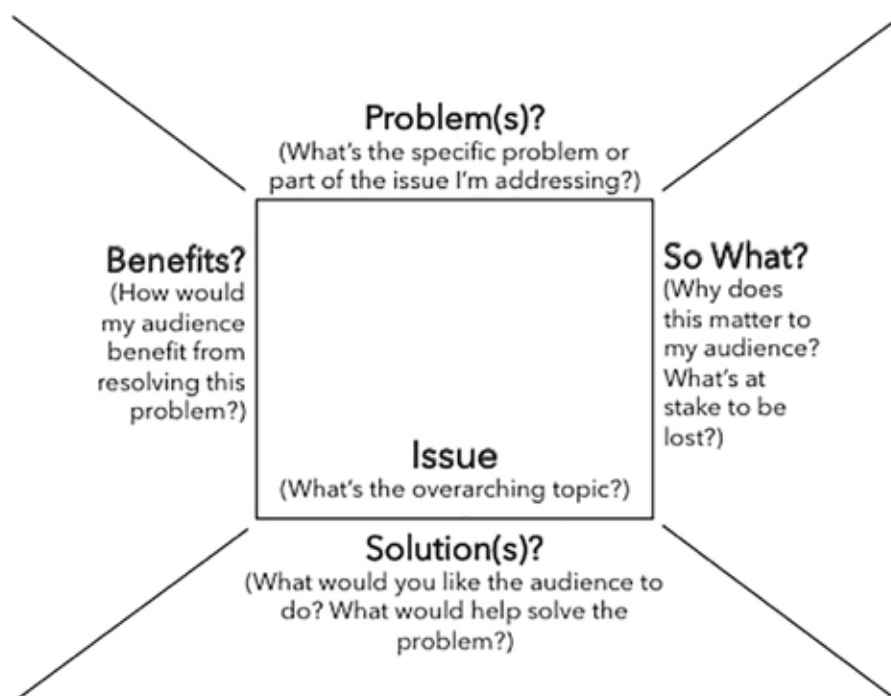 Problem(s)?
(What's the specific problem or
part of the issue I'm addressing?)
Benefits?
(How would
my audience
benefit from
resolving this
problem?)
So What?
(Why does
this matter to
my audience?
What's at
stake to be
lost?)
Issue
(What's the overarching topic?)
Solution(s)?
(What would you like the audience to
do? What would help solve the
problem?)